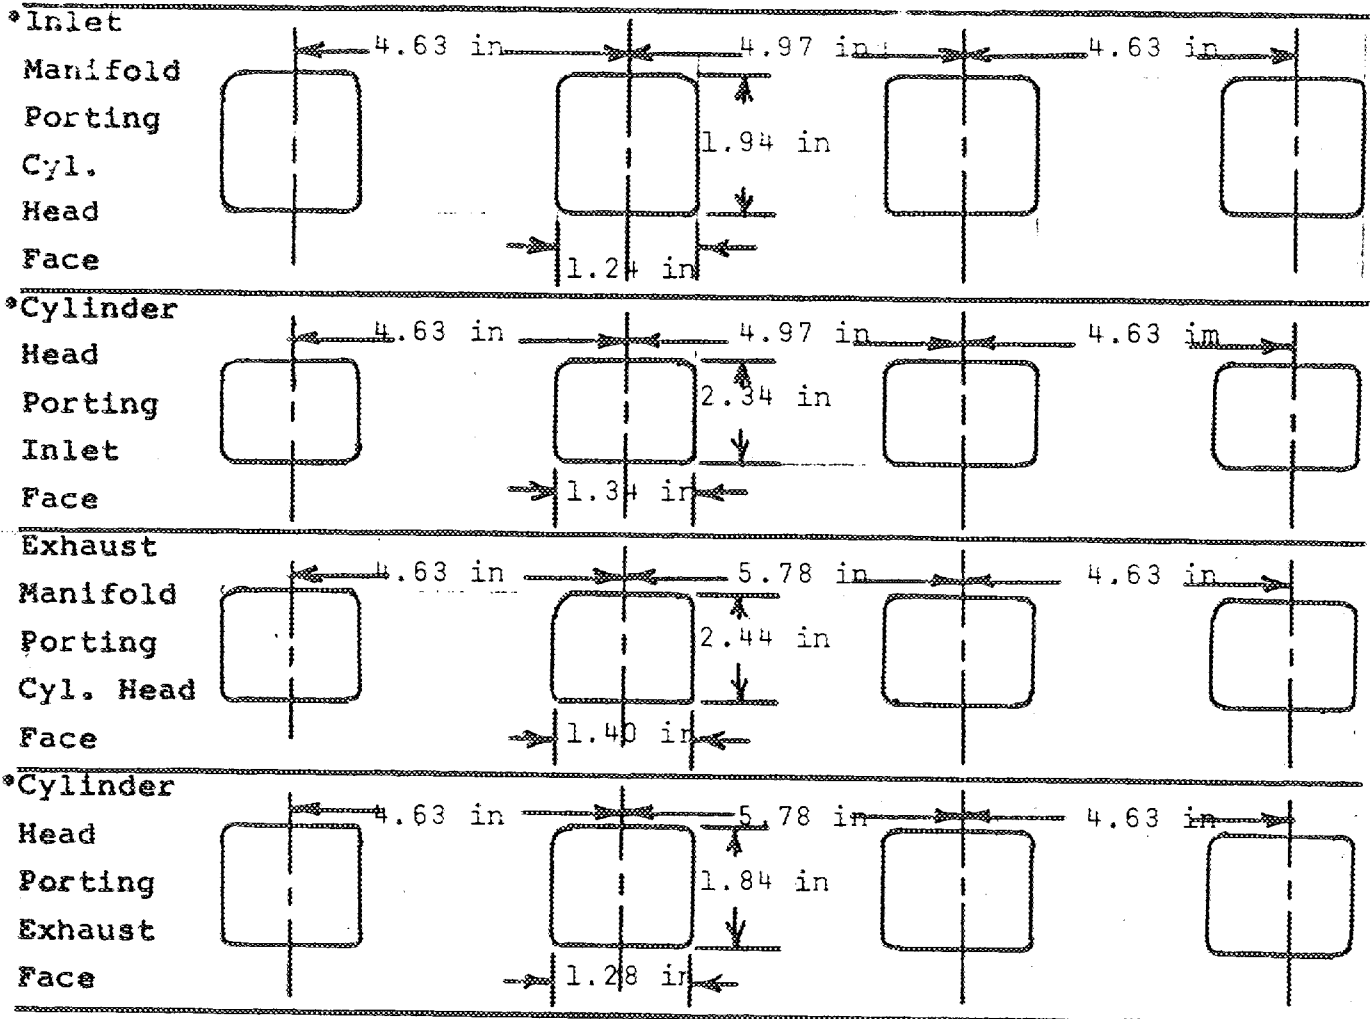 •Inlet
4.63 in 4.97 in 4.63 in
Manifold
Porting
1.94 in
Cyl.
Head
Face
1.24 in
•Cylinder
4.63 in 4.97 in 4.63 im
Head
Porting
2.34 in
Inlet
Face
1.34 in
Exhaust
4.63 in 5.78 in 4.63 in
Manifold
Porting
2.44 in
Cyl. Head
Face
1.40 in
•Cylinder
4.63 in 5.78 in 4.63 in
Head
Porting
1.84 in
Exhaust
Face
1.28 in